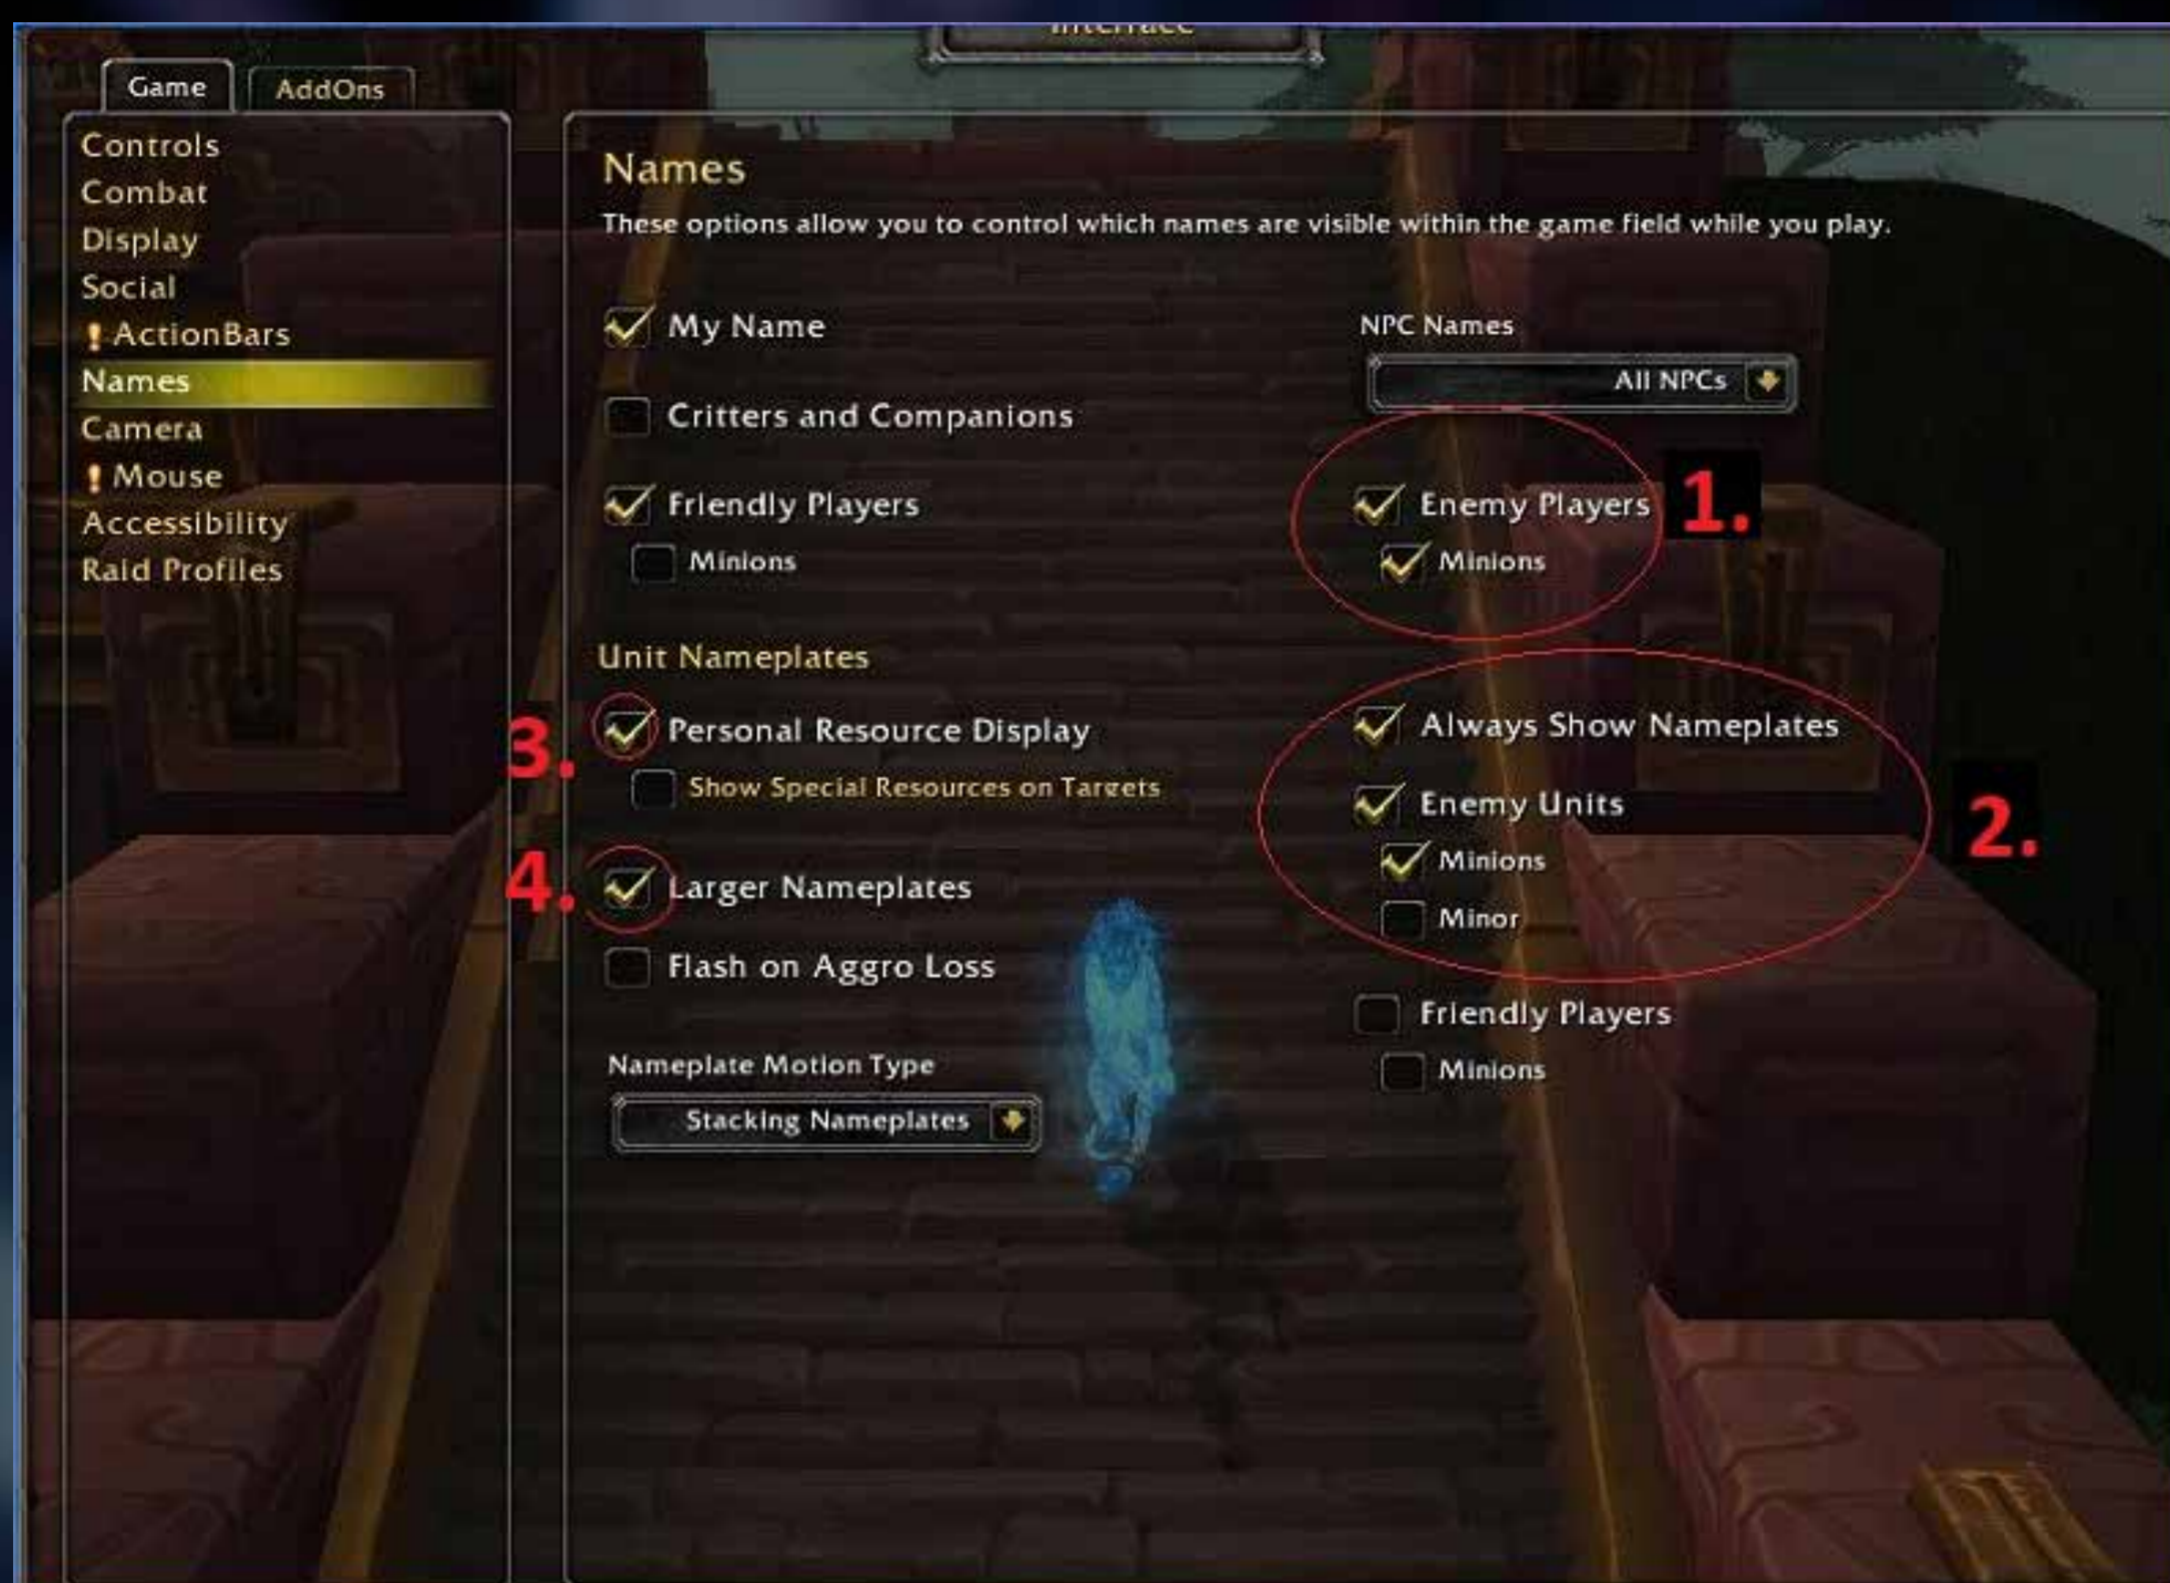 Interface
Game
AddOns
Controls
Combat
Display
Social
! ActionBars
Names
Camera
! Mouse
Accessibility
Raid Profiles
Names
These options allow you to control which names are visible within the game field while you play.
My Name
NPC Names
All NPCs
Critters and Companions
Friendly Players
Enemy Players
1.
Minions
Minions
Unit Nameplates
3.
Personal Resource Display
Always Show Nameplates
Show Special Resources on Targets
Enemy Units
2.
4.
Larger Nameplates
Minions
Minor
Flash on Aggro Loss
Friendly Players
Nameplate Motion Type
Minions
Stacking Nameplates